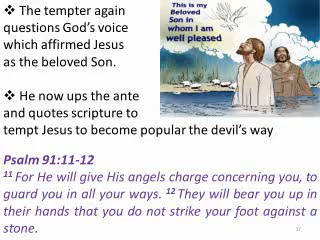 ❖ The tempter again
questions God's voice
which affirmed Jesus
as the beloved Son.
This is my
Beloved
Son in
whom I am
well pleased
❖ He now ups the ante
and quotes scripture to
tempt Jesus to become popular the devil's way
Psalm 91:11-12
11 For He will give His angels charge concerning you, to
guard you in all your ways. 12 They will bear you up in
their hands that you do not strike your foot against a
stone.
37